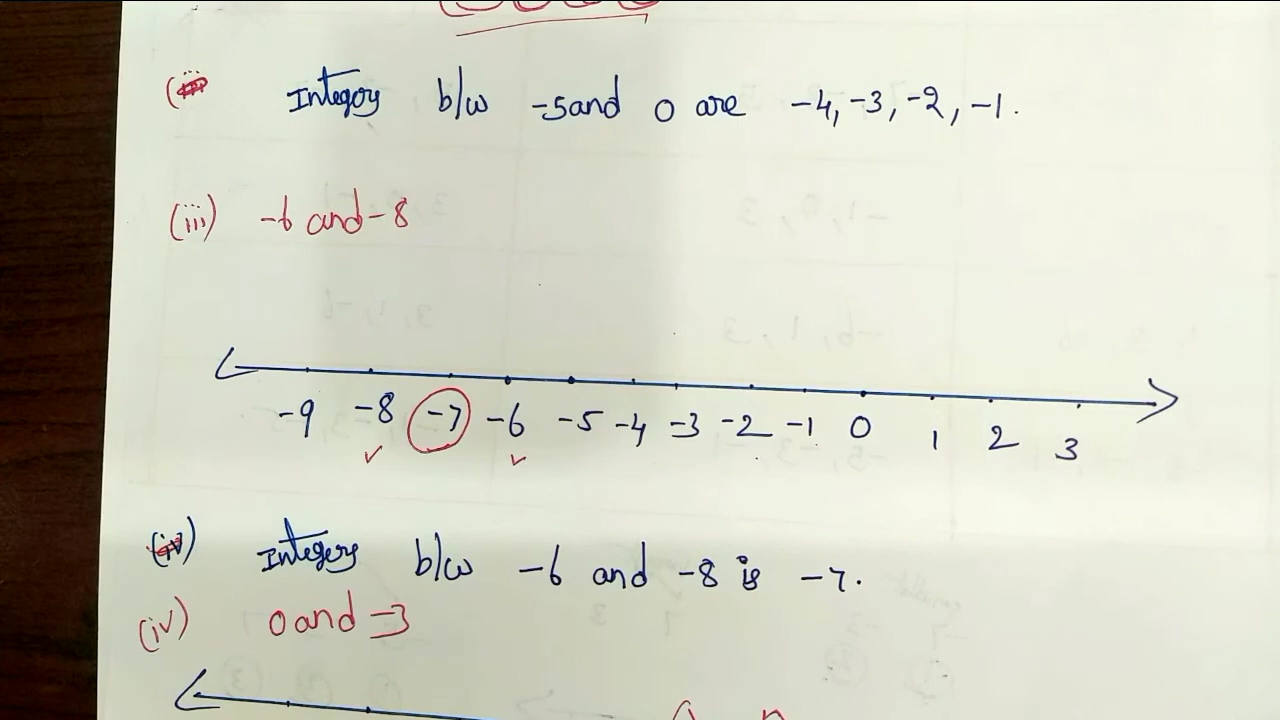 Integers b/w -5 and 0 are -4, -3, -2, -1.
(iii) -6 and -8
-9 -8 -7 -6 -5 -4 -3 -2 -1 0 1 2 3
(iv) Integers b/w -6 and -8 is -7.
(iv) 0 and -3